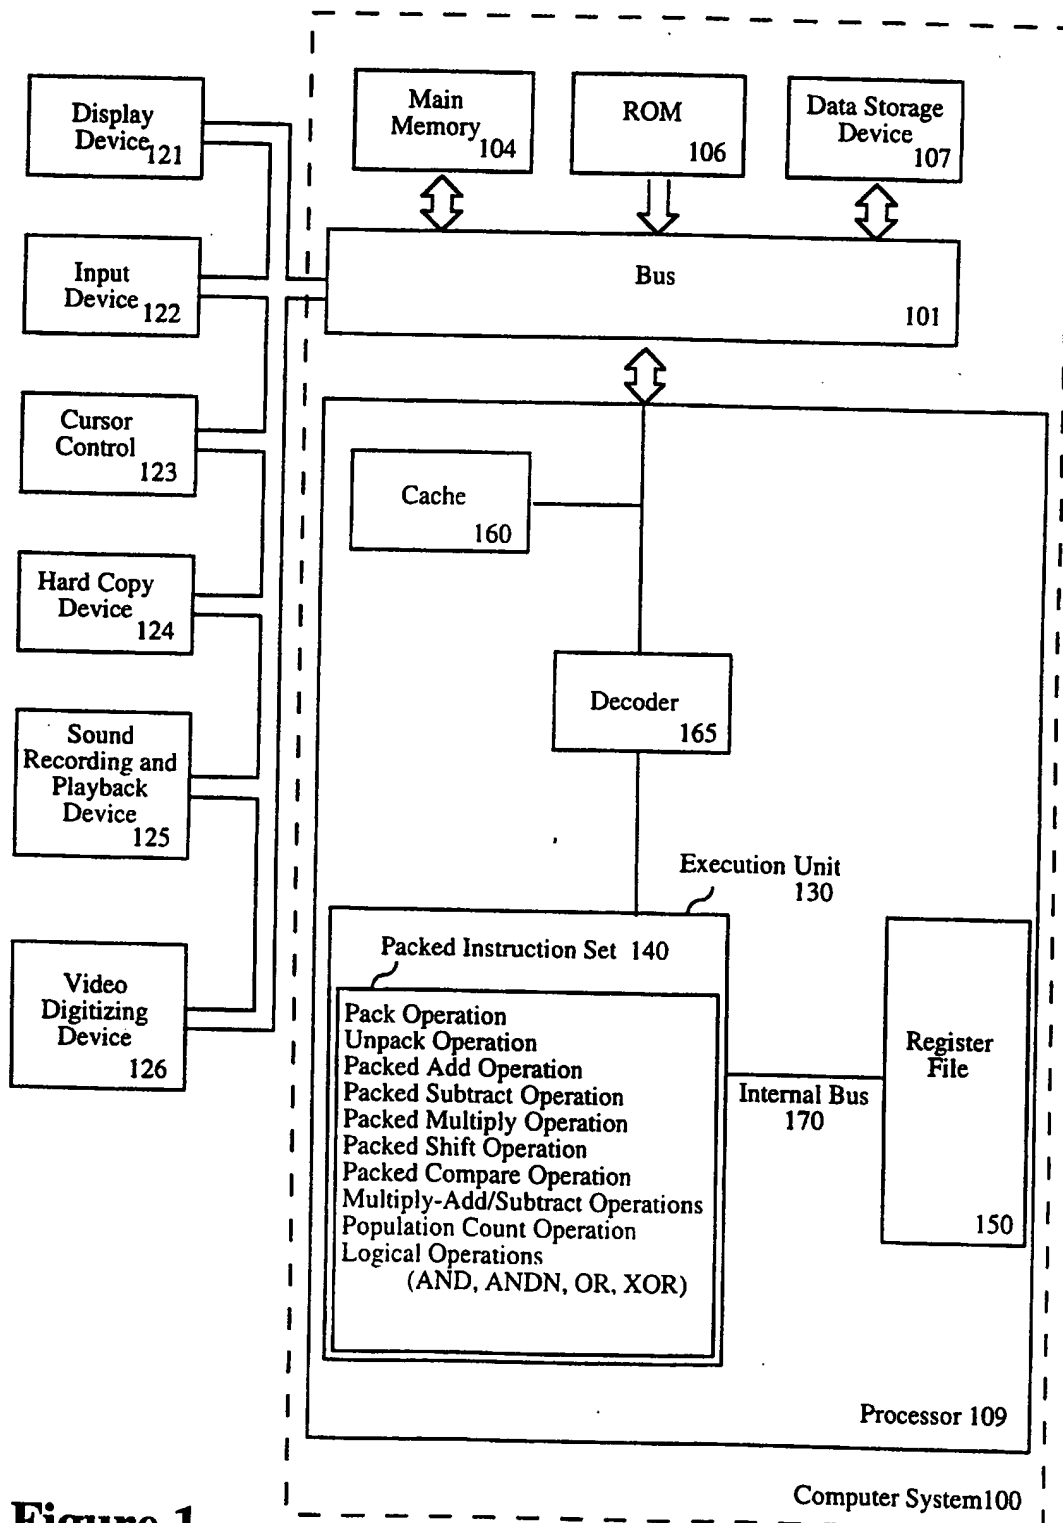 Display
Device
121
Input
Device
122
Cursor
Control
123
Hard Copy
Device
124
Sound
Recording and
Playback
Device
125
Video
Digitizing
Device
126
Main
Memory
104
ROM
106
Data Storage
Device
107
Bus
101
Cache
160
Decoder
165
Execution Unit
130
Packed Instruction Set 140
Pack Operation
Unpack Operation
Packed Add Operation
Packed Subtract Operation
Packed Multiply Operation
Packed Shift Operation
Packed Compare Operation
Multiply-Add/Subtract Operations
Population Count Operation
Logical Operations
(AND, ANDN, OR, XOR)
Internal Bus
170
Register
File
150
Processor 109
Computer System100
Figure 1